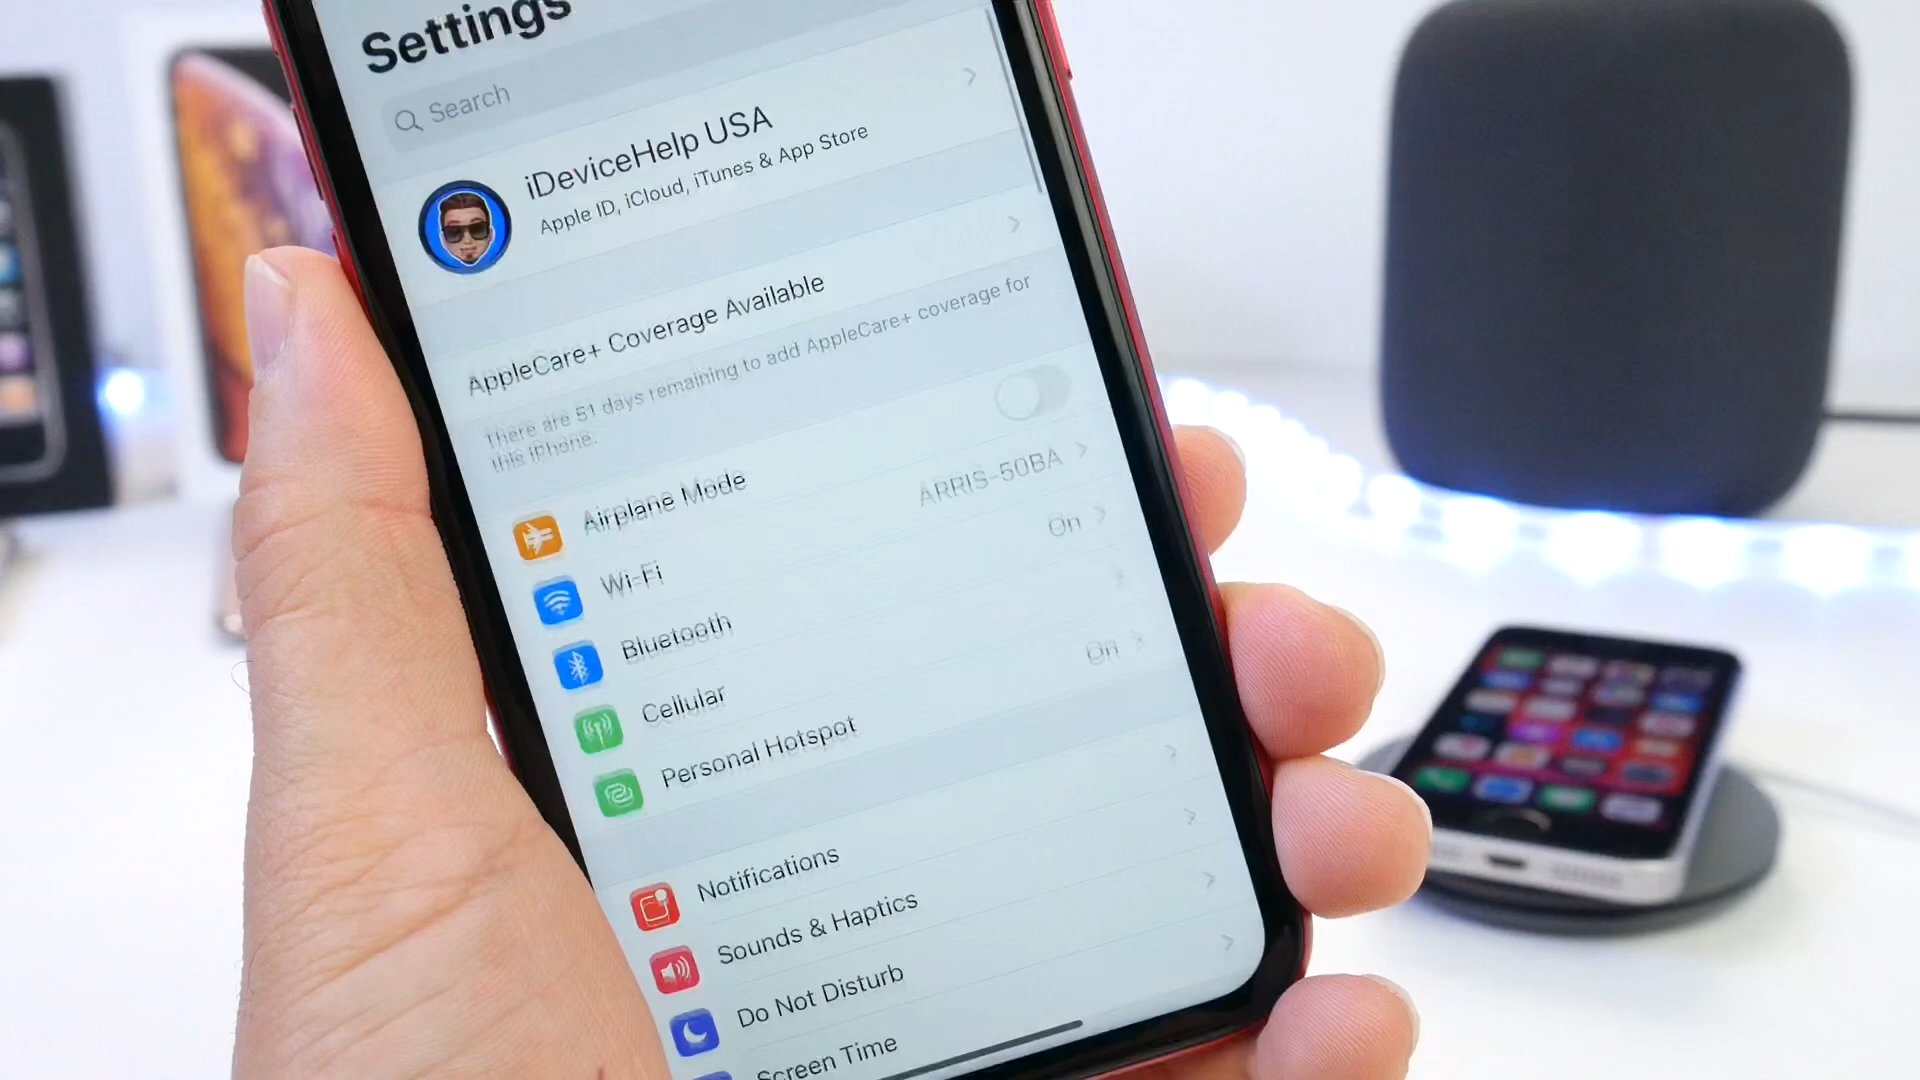 Settings
Search
iDeviceHelp USA
Apple ID, iCloud, iTunes & App Store
AppleCare+ Coverage Available
There are 51 days remaining to add AppleCare+ coverage for
this iPhone.
Airplane Mode
Wi-Fi ARRIS-50BA
Bluetooth On
Cellular
Personal Hotspot On
Notifications
Sounds & Haptics
Do Not Disturb
Screen Time